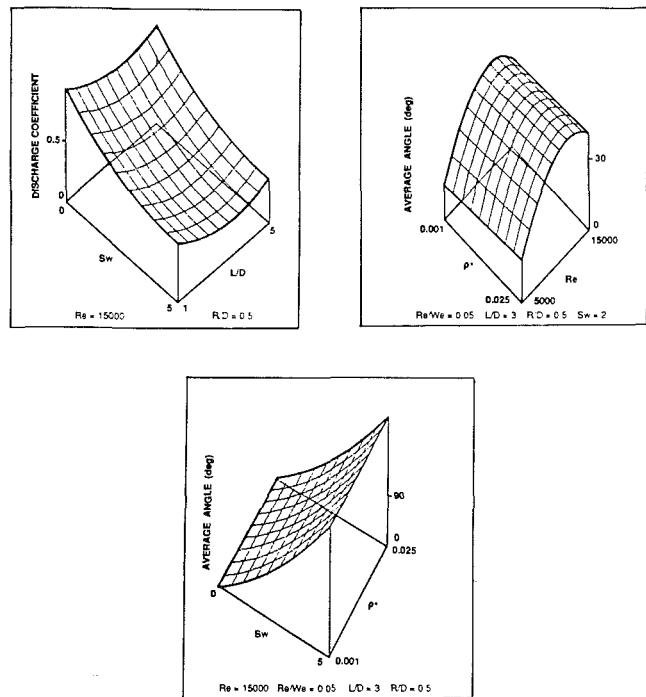 DISCHARGE COEFFICIENT
0.5
0
0
Sw
5
1
L/D
5
Re = 15000 R/D = 0.5
AVERAGE ANGLE (deg)
30
0
0.001
15000
ρ*
Re
0.025
5000
Re/We = 0.05 L/D = 3 R/D = 0.5 Sw = 2
AVERAGE ANGLE (deg)
90
0
0.025
0
ρ*
Sw
5
0.001
Re = 15000 Re/We = 0.05 L/D = 3 R/D = 0.5